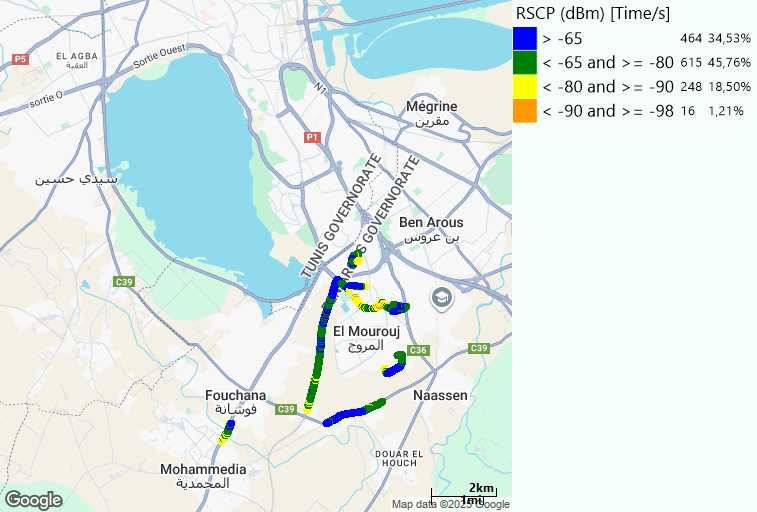 RSCP (dBm) [Time/s]
> -65 464 34,53%
< -65 and >= -80 615 45,76%
< -80 and >= -90 248 18,50%
< -90 and >= -98 16 1,21%
EL AGBA
العقبة
Sortie Ouest
P5
sortie O
N1
Mégrine
مقرين
P1
سيدي حسين
TUNIS GOVERNORATE
AROUS GOVERNORATE
Ben Arous
بن عروس
C39
El Mourouj
المروج
C36
C39
Fouchana
فوشانة
C39
Naassen
Mohammedia
المحمدية
DOUAR EL
HOUCH
2km
1mi
Google
Map data ©2025 Google